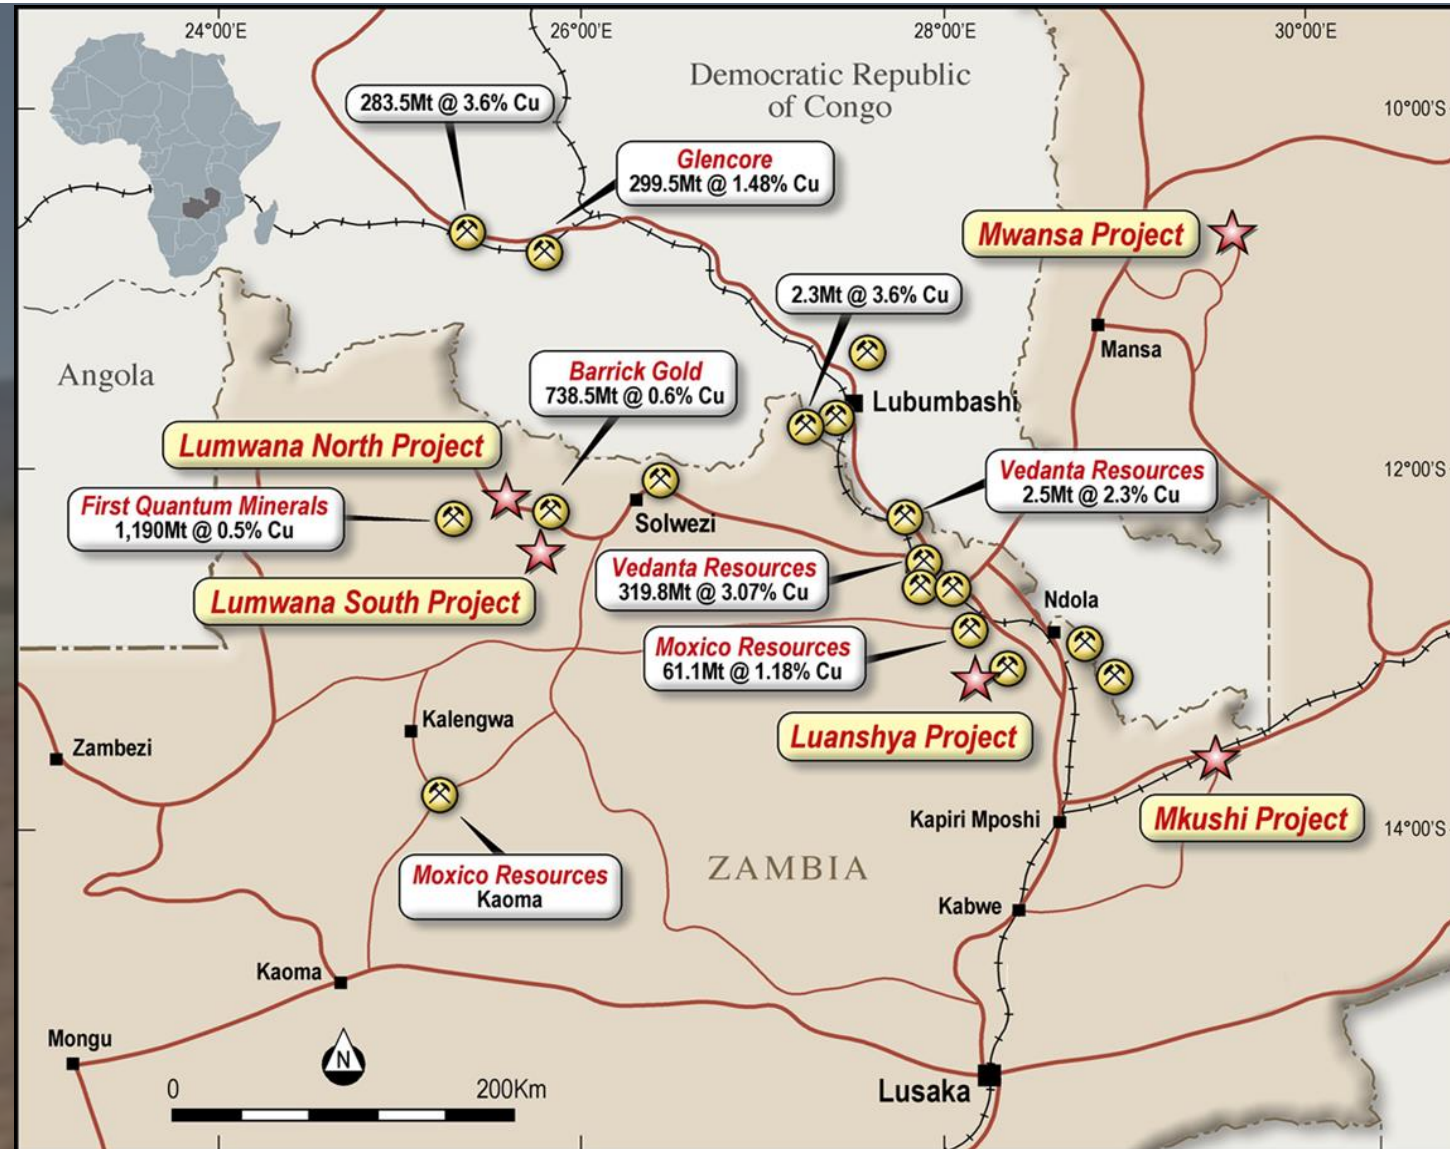 24°00'E
26°00'E
28°00'E
30°00'E
Democratic Republic
of Congo
10°00'S
283.5Mt @ 3.6% Cu
Glencore
299.5Mt @ 1.48% Cu
Mwansa Project
2.3Mt @ 3.6% Cu
Mansa
Angola
Barrick Gold
738.5Mt @ 0.6% Cu
Lubumbashi
Lumwana North Project
Vedanta Resources
2.5Mt @ 2.3% Cu
12°00'S
First Quantum Minerals
1,190Mt @ 0.5% Cu
Solwezi
Vedanta Resources
319.8Mt @ 3.07% Cu
Lumwana South Project
Ndola
Moxico Resources
61.1Mt @ 1.18% Cu
Kalengwa
Zambezi
Luanshya Project
Kapiri Mposhi
Mkushi Project
14°00'S
Moxico Resources
Kaoma
ZAMBIA
Kabwe
Kaoma
Mongu
N
0
200Km
Lusaka